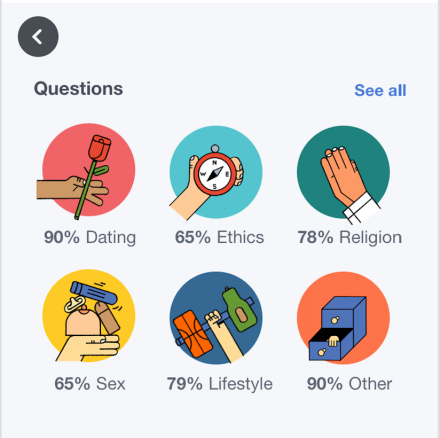 Questions See all
N
W E
S
90% Dating 65% Ethics 78% Religion
65% Sex 79% Lifestyle 90% Other